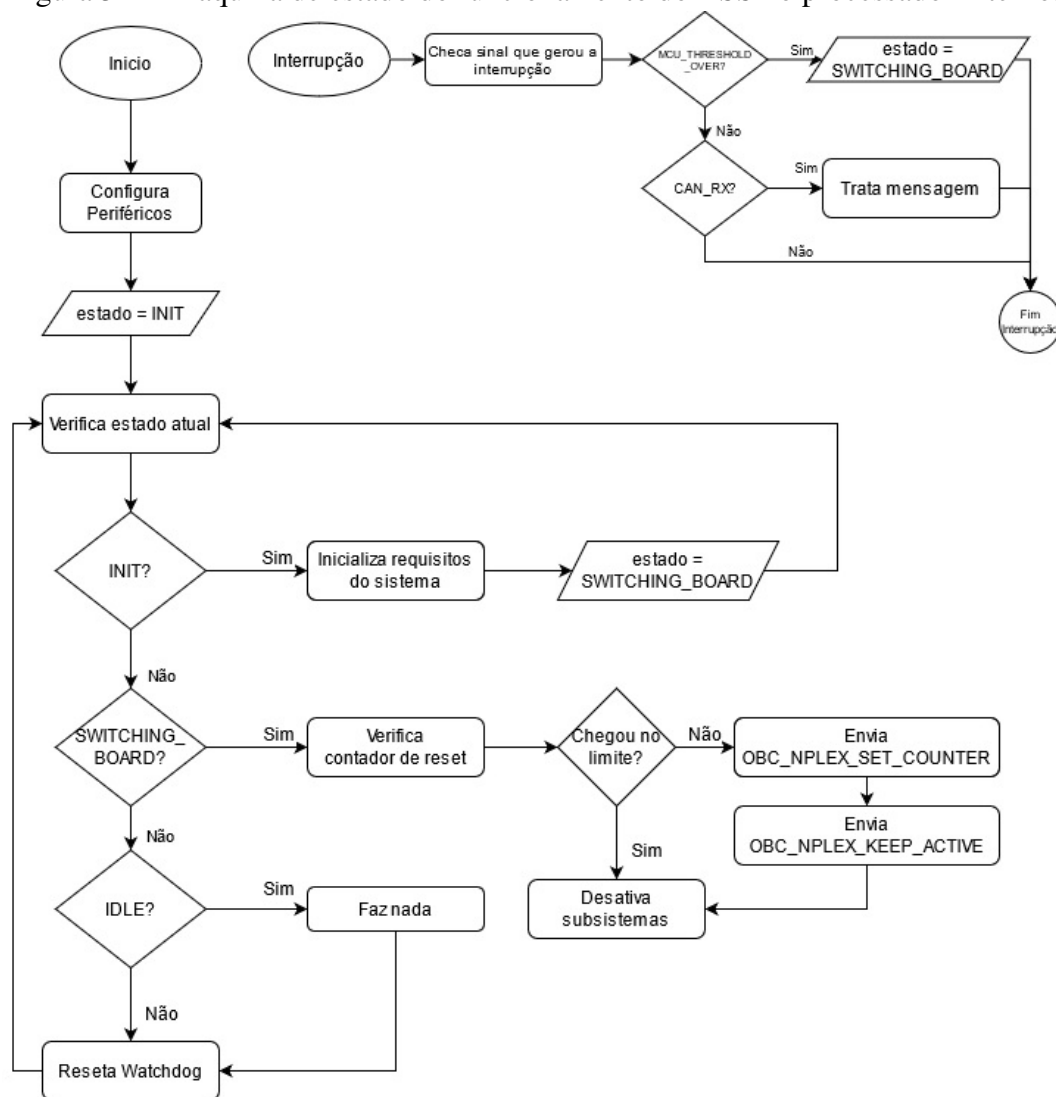 Inicio
Interrupção
Checa sinal que gerou a
interrupção
MCU_THRESHOLD
_OVER?
Sim
estado =
SWITCHING_BOARD
Não
CAN_RX?
Sim
Trata mensagem
Não
Fim
Interrupção
Configura
Periféricos
estado = INIT
Verifica estado atual
INIT?
Sim
Inicializa requisitos
do sistema
estado =
SWITCHING_BOARD
Não
SWITCHING_
BOARD?
Sim
Verifica
contador de reset
Chegou no
limite?
Não
Envia
OBC_NPLEX_SET_COUNTER
Envia
OBC_NPLEX_KEEP_ACTIVE
Sim
Desativa
subsistemas
Não
IDLE?
Sim
Faz nada
Não
Reseta Watchdog